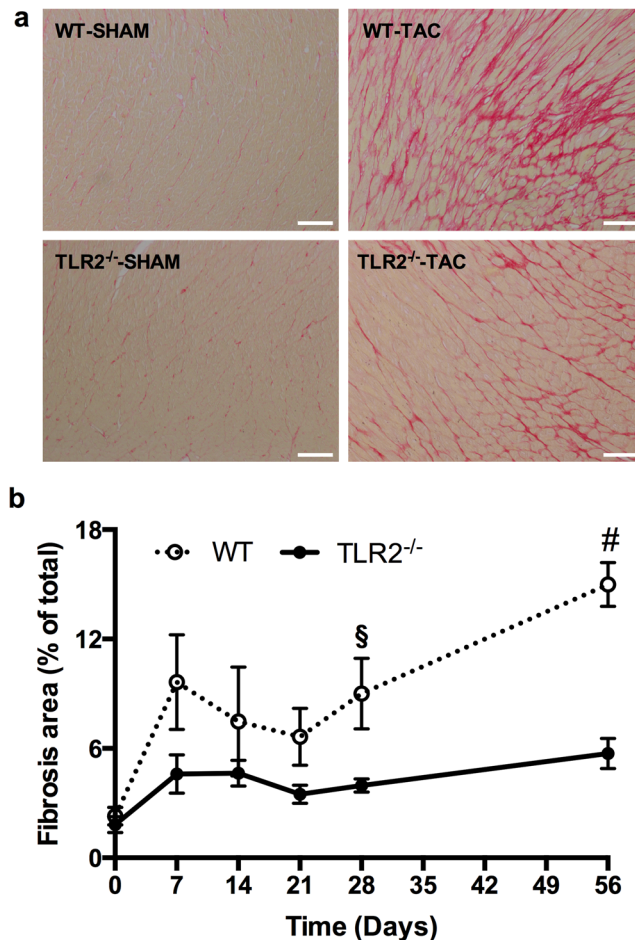 a
WT-SHAM
WT-TAC
TLR2-/--SHAM
TLR2-/--TAC
b
WT
TLR2-/-
#
§
Fibrosis area (% of total)
18
12
6
0
0 7 14 21 28 35 42 49 56
Time (Days)